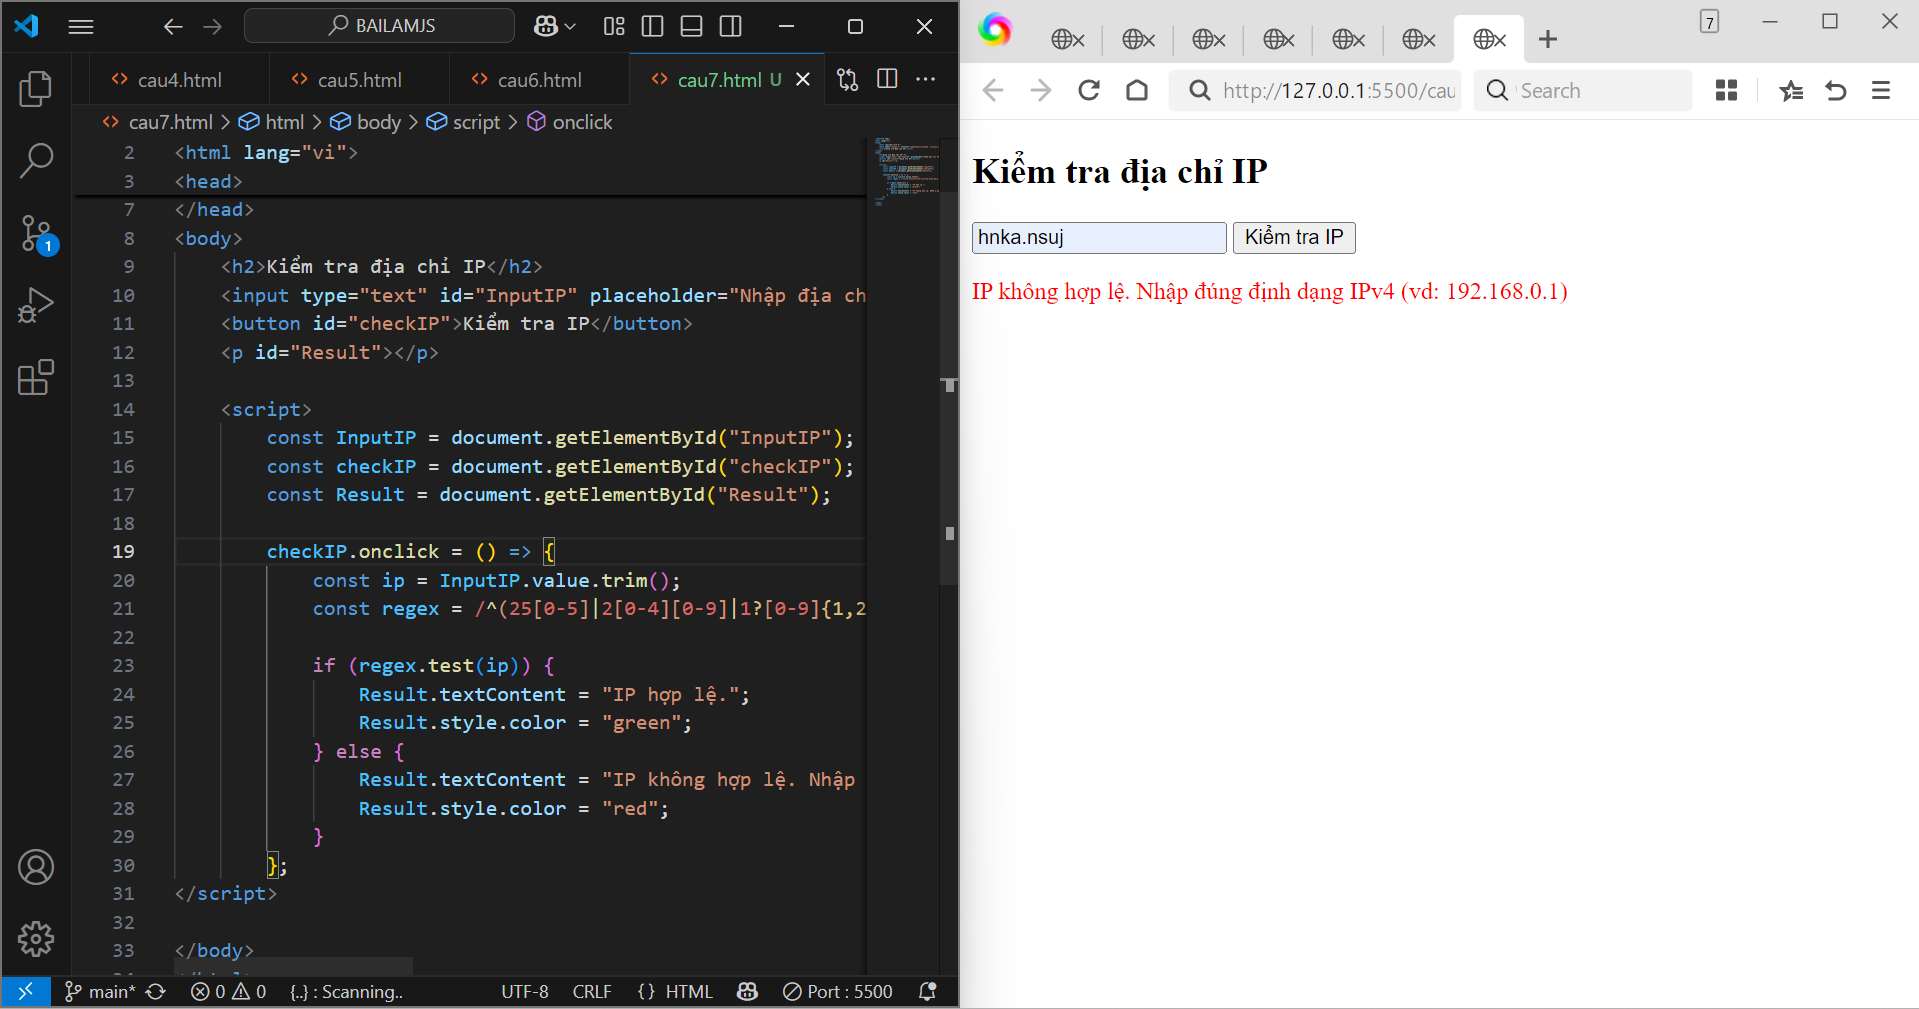 BAILAMJS
cau4.html
cau5.html
cau6.html
cau7.html U
cau7.html > html > body > script > onclick
2 <html lang="vi">
3 <head>
7 </head>
8 <body>
9 <h2>Kiểm tra địa chỉ IP</h2>
10 <input type="text" id="InputIP" placeholder="Nhập địa ch
11 <button id="checkIP">Kiểm tra IP</button>
12 <p id="Result"></p>
13
14 <script>
15 const InputIP = document.getElementById("InputIP");
16 const checkIP = document.getElementById("checkIP");
17 const Result = document.getElementById("Result");
18
19 checkIP.onclick = () => {
20 const ip = InputIP.value.trim();
21 const regex = /^(25[0-5]|2[0-4][0-9]|1?[0-9]{1,2
22
23 if (regex.test(ip)) {
24 Result.textContent = "IP hợp lệ.";
25 Result.style.color = "green";
26 } else {
27 Result.textContent = "IP không hợp lệ. Nhập
28 Result.style.color = "red";
29 }
30 };
31 </script>
32
33 </body>
1
main* 0 0 {..} : Scanning.. UTF-8 CRLF {} HTML Port : 5500
7
http://127.0.0.1:5500/cau
Search
Kiểm tra địa chỉ IP
hnka.nsuj
Kiểm tra IP
IP không hợp lệ. Nhập đúng định dạng IPv4 (vd: 192.168.0.1)